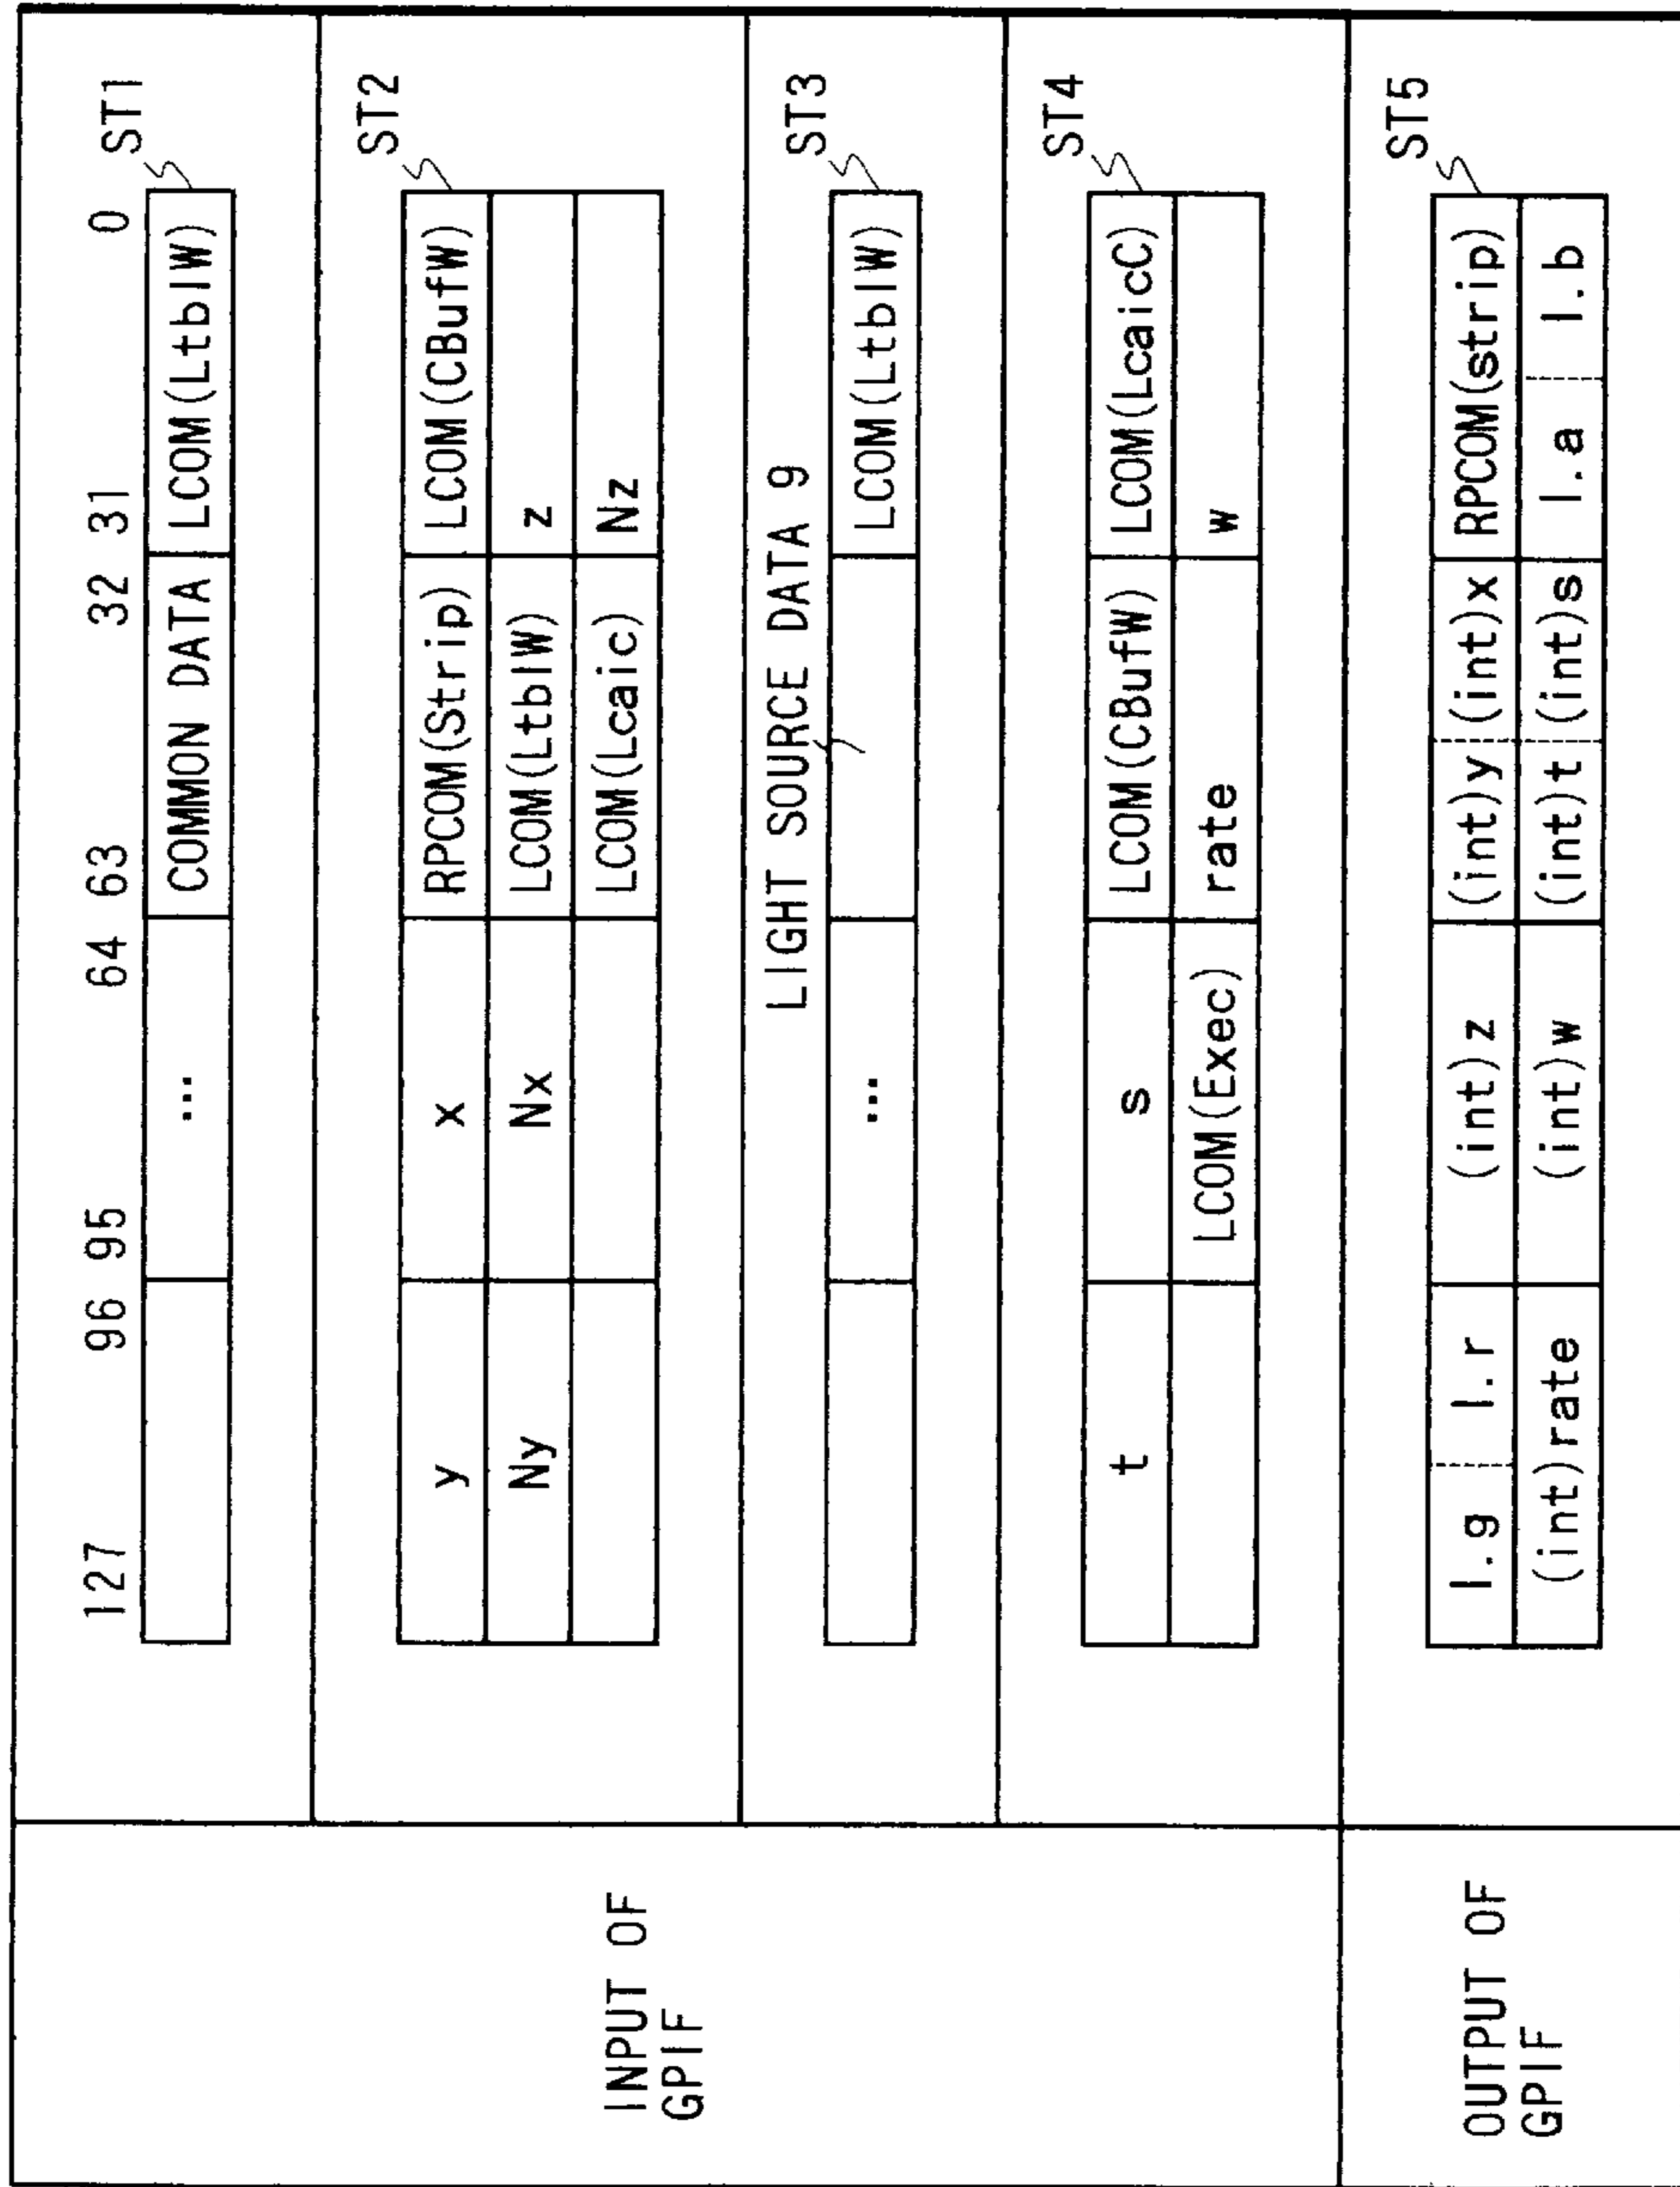 127 96 95 64 63 32 31 0
... COMMON DATA LCOM(LtblW) ST1
INPUT OF
GPIF
y x RPCOM(Strip) LCOM(CBufW) ST2
Ny Nx LCOM(LtblW) z
LCOM(Lcalc) Nz
LIGHT SOURCE DATA 9
... LCOM(LtblW) ST3
t s LCOM(CBufW) LCOM(LcalcC) ST4
LCOM(Exec) rate w
OUTPUT OF
GPIF
l.g l.r (int)z (int)y (int)x RPCOM(strip) ST5
(int)rate (int)w (int)t (int)s l.a l.b